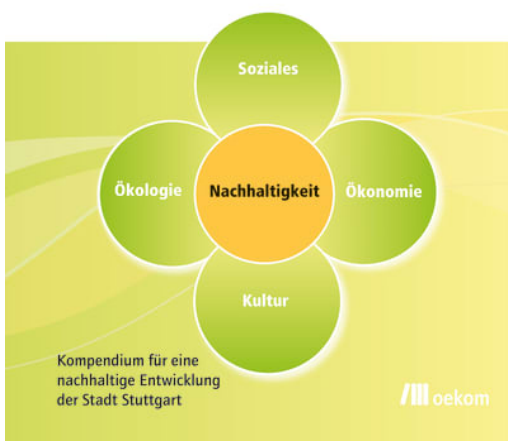 Soziales
Ökologie
Nachhaltigkeit
Ökonomie
Kultur
Kompendium für eine
nachhaltige Entwicklung
der Stadt Stuttgart
oekom